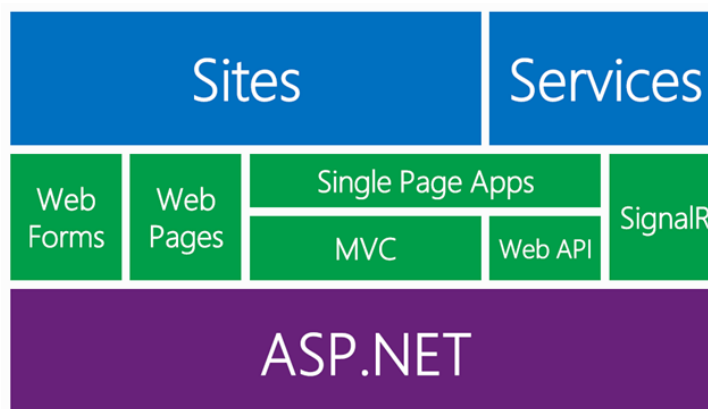 Sites
Services
Web
Forms
Web
Pages
Single Page Apps
MVC
Web API
SignalR
ASP.NET